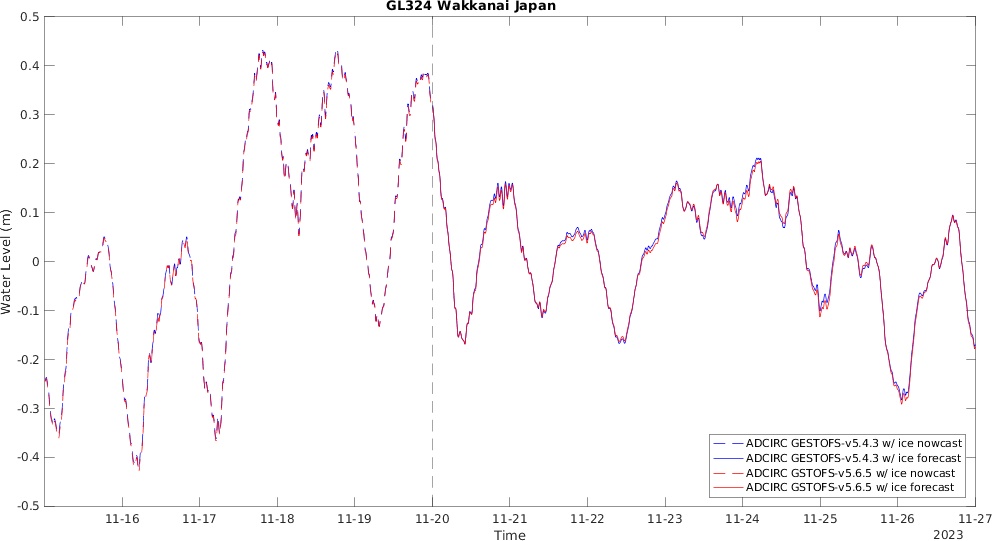 GL324 Wakkanai Japan
0.5
0.4
0.3
0.2
0.1
0
-0.1
-0.2
-0.3
-0.4
-0.5
Water Level (m)
11-16 11-17 11-18 11-19 11-20 11-21 11-22 11-23 11-24 11-25 11-26 11-27
Time
2023
ADCIRC GESTOFS-v5.4.3 w/ ice nowcast
ADCIRC GESTOFS-v5.4.3 w/ ice forecast
ADCIRC GSTOFS-v5.6.5 w/ ice nowcast
ADCIRC GSTOFS-v5.6.5 w/ ice forecast